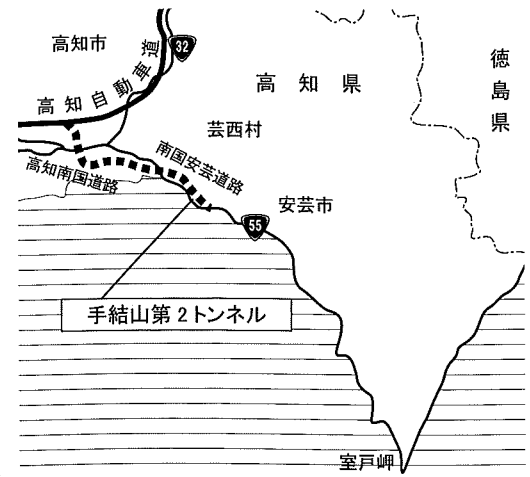 高知市
32
高知自動車道
高知県
徳島県
芸西村
南国安芸道路
高知南国道路
安芸市
55
手結山第2トンネル
室戸岬